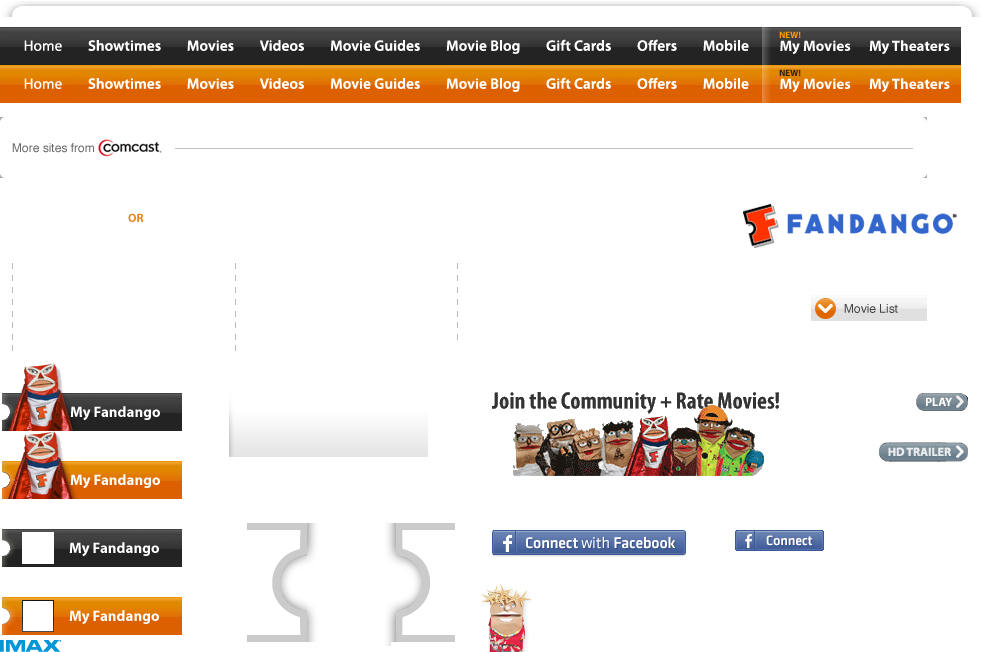 NEW!
Home Showtimes Movies Videos Movie Guides Movie Blog Gift Cards Offers Mobile My Movies My Theaters
NEW!
Home Showtimes Movies Videos Movie Guides Movie Blog Gift Cards Offers Mobile My Movies My Theaters
More sites from comcast.
OR
F FANDANGO
Movie List
Join the Community + Rate Movies!
PLAY
F My Fandango
HD TRAILER
F My Fandango
f Connect with Facebook
f Connect
My Fandango
My Fandango
IMAX